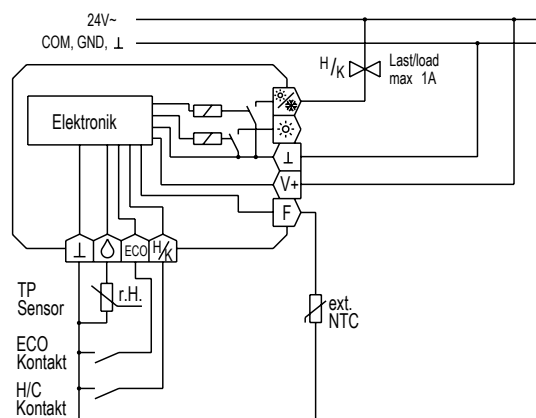 24V~
COM, GND, ⊥
H/K
Last/load
max 1A
Elektronik
⊥
V+
F
⊥
ECO
H/K
TP
Sensor
r.H.
ext.
NTC
ECO
Kontakt
H/C
Kontakt